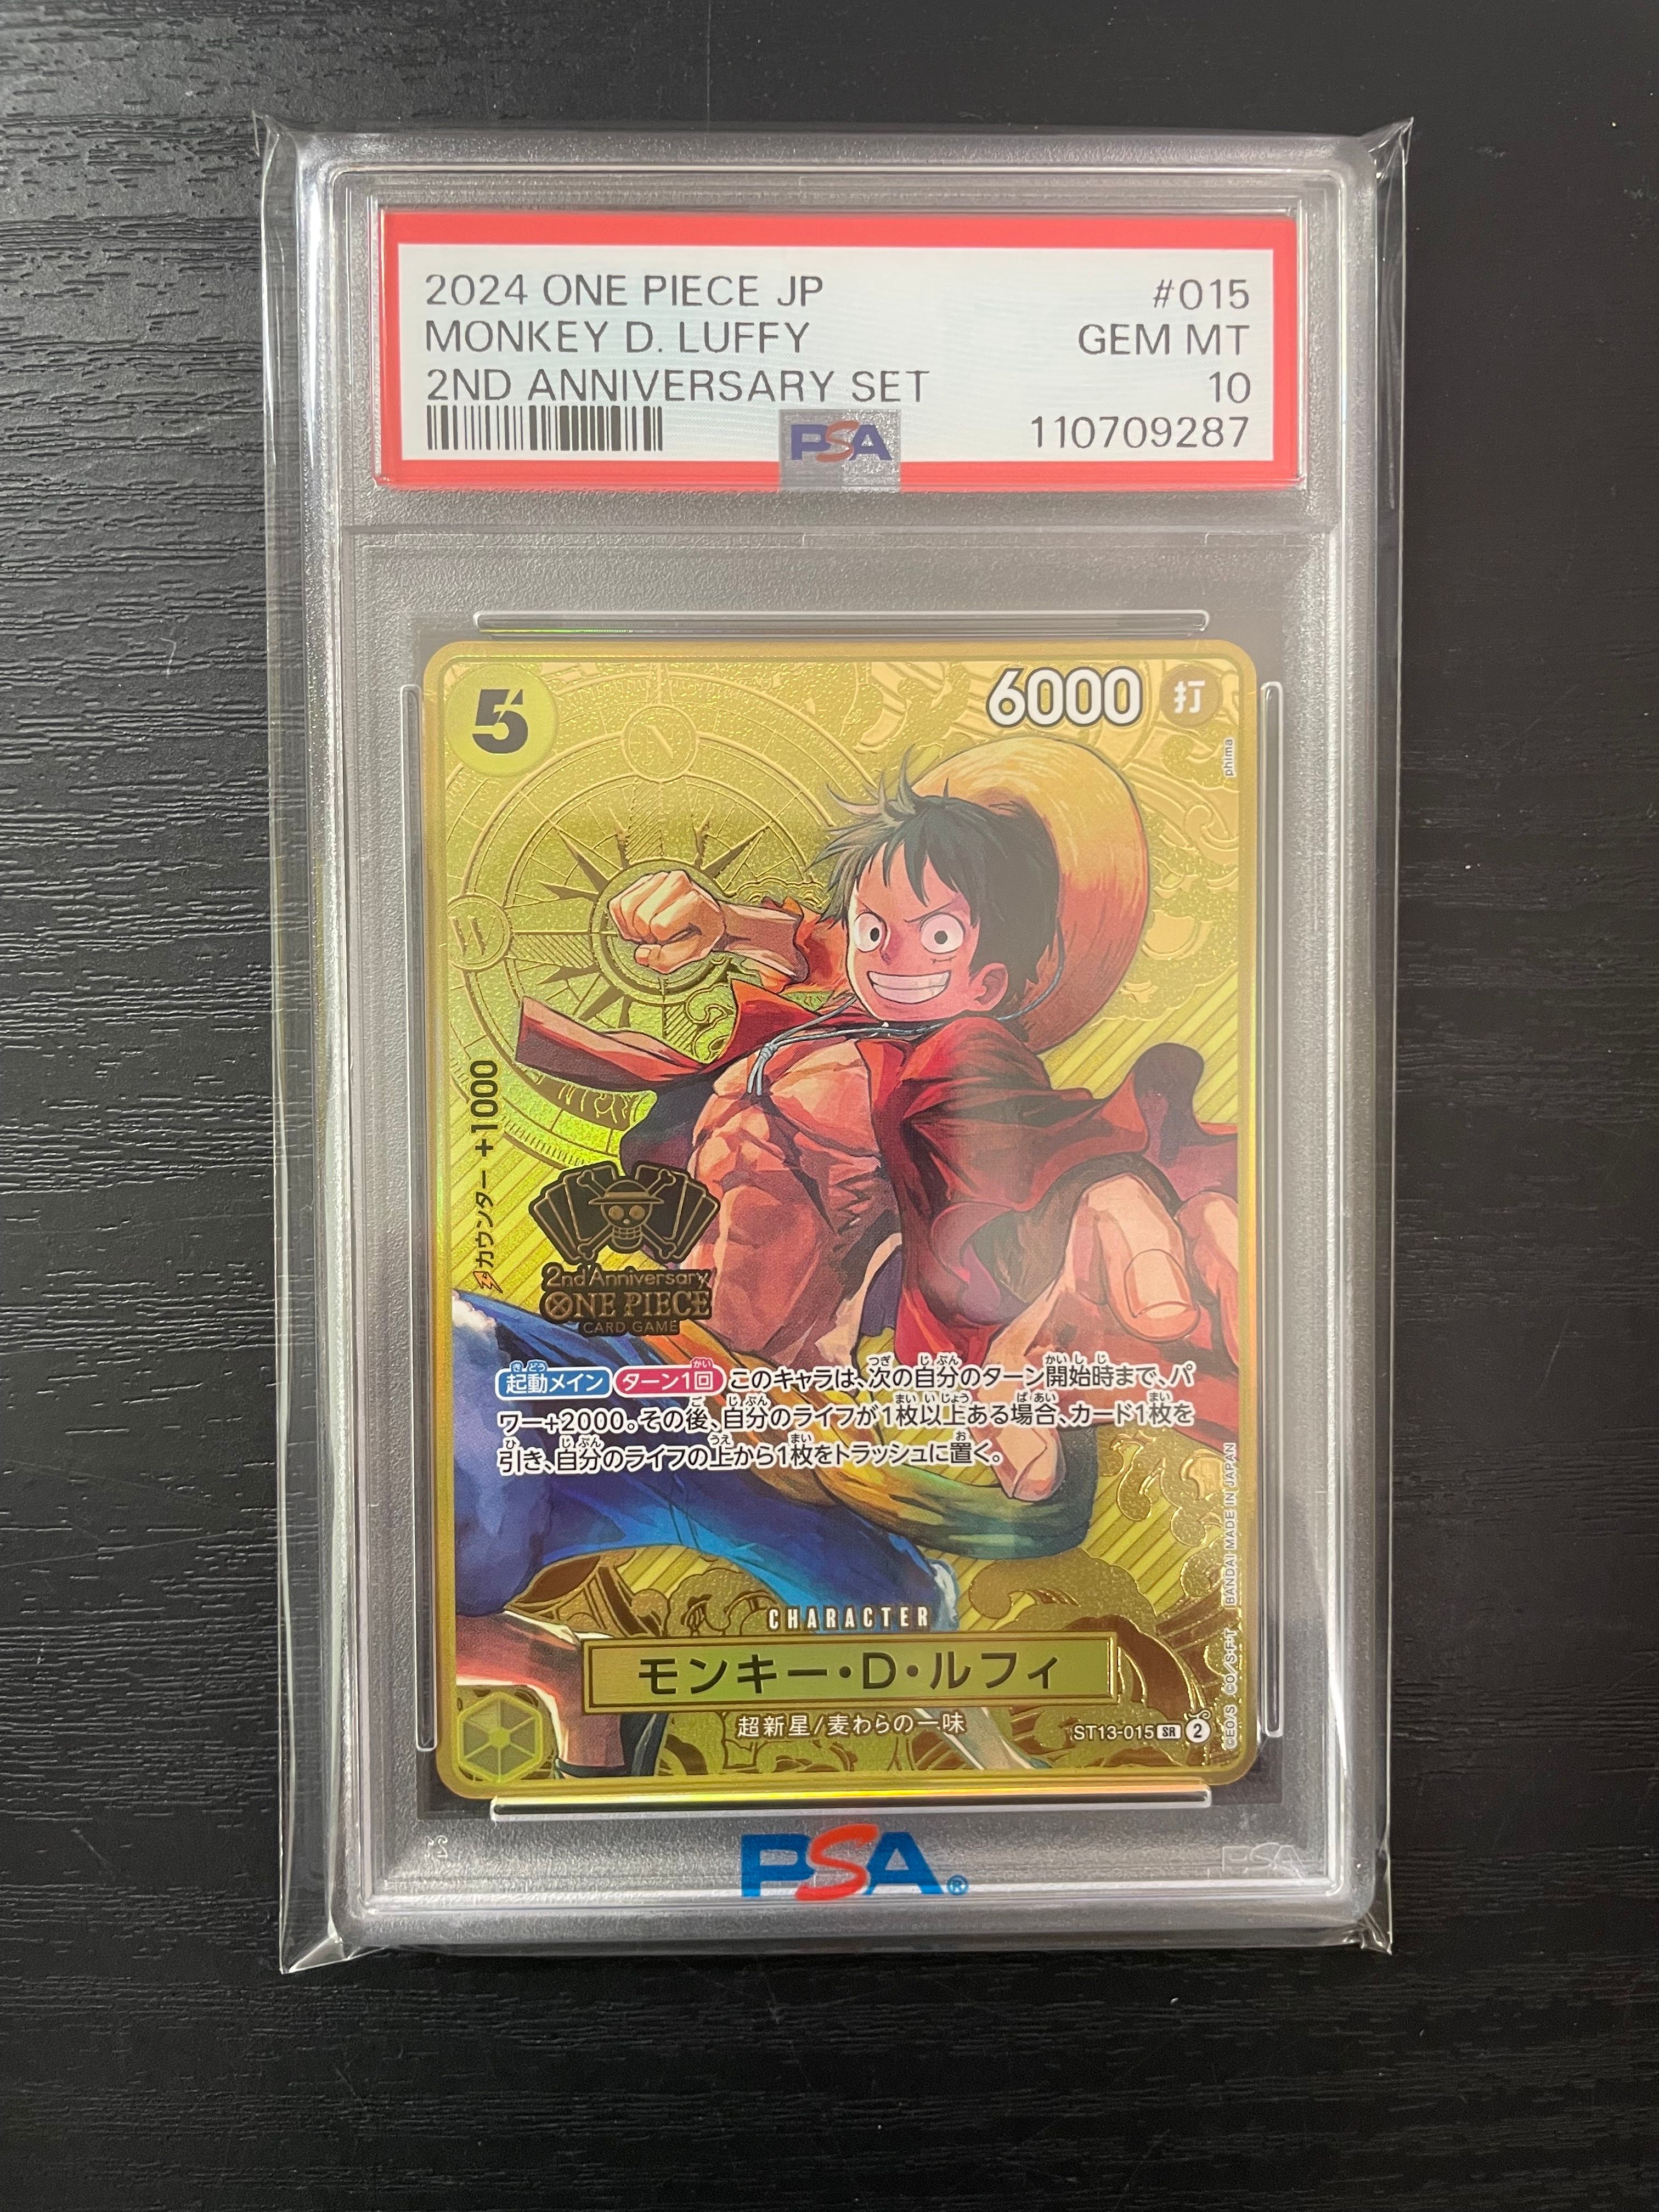 2024 ONE PIECE JP #015
MONKEY D. LUFFY GEM MT
2ND ANNIVERSARY SET 10
PSA 110709287
5
6000 打
phima
カウンター +1000
2nd Anniversary
ONE PIECE
CARD GAME
起動メイン ターン1回 このキャラは、次の自分のターン開始時まで、パ
ワー+2000。その後、自分のライフが1枚以上ある場合、カード1枚を
引き、自分のライフの上から1枚をトラッシュに置く。
CHARACTER
モンキー・D・ルフィ
超新星/麦わらの一味
ST13-015 SR 2
BANDAI MADE IN JAPAN
PSA®
PSA